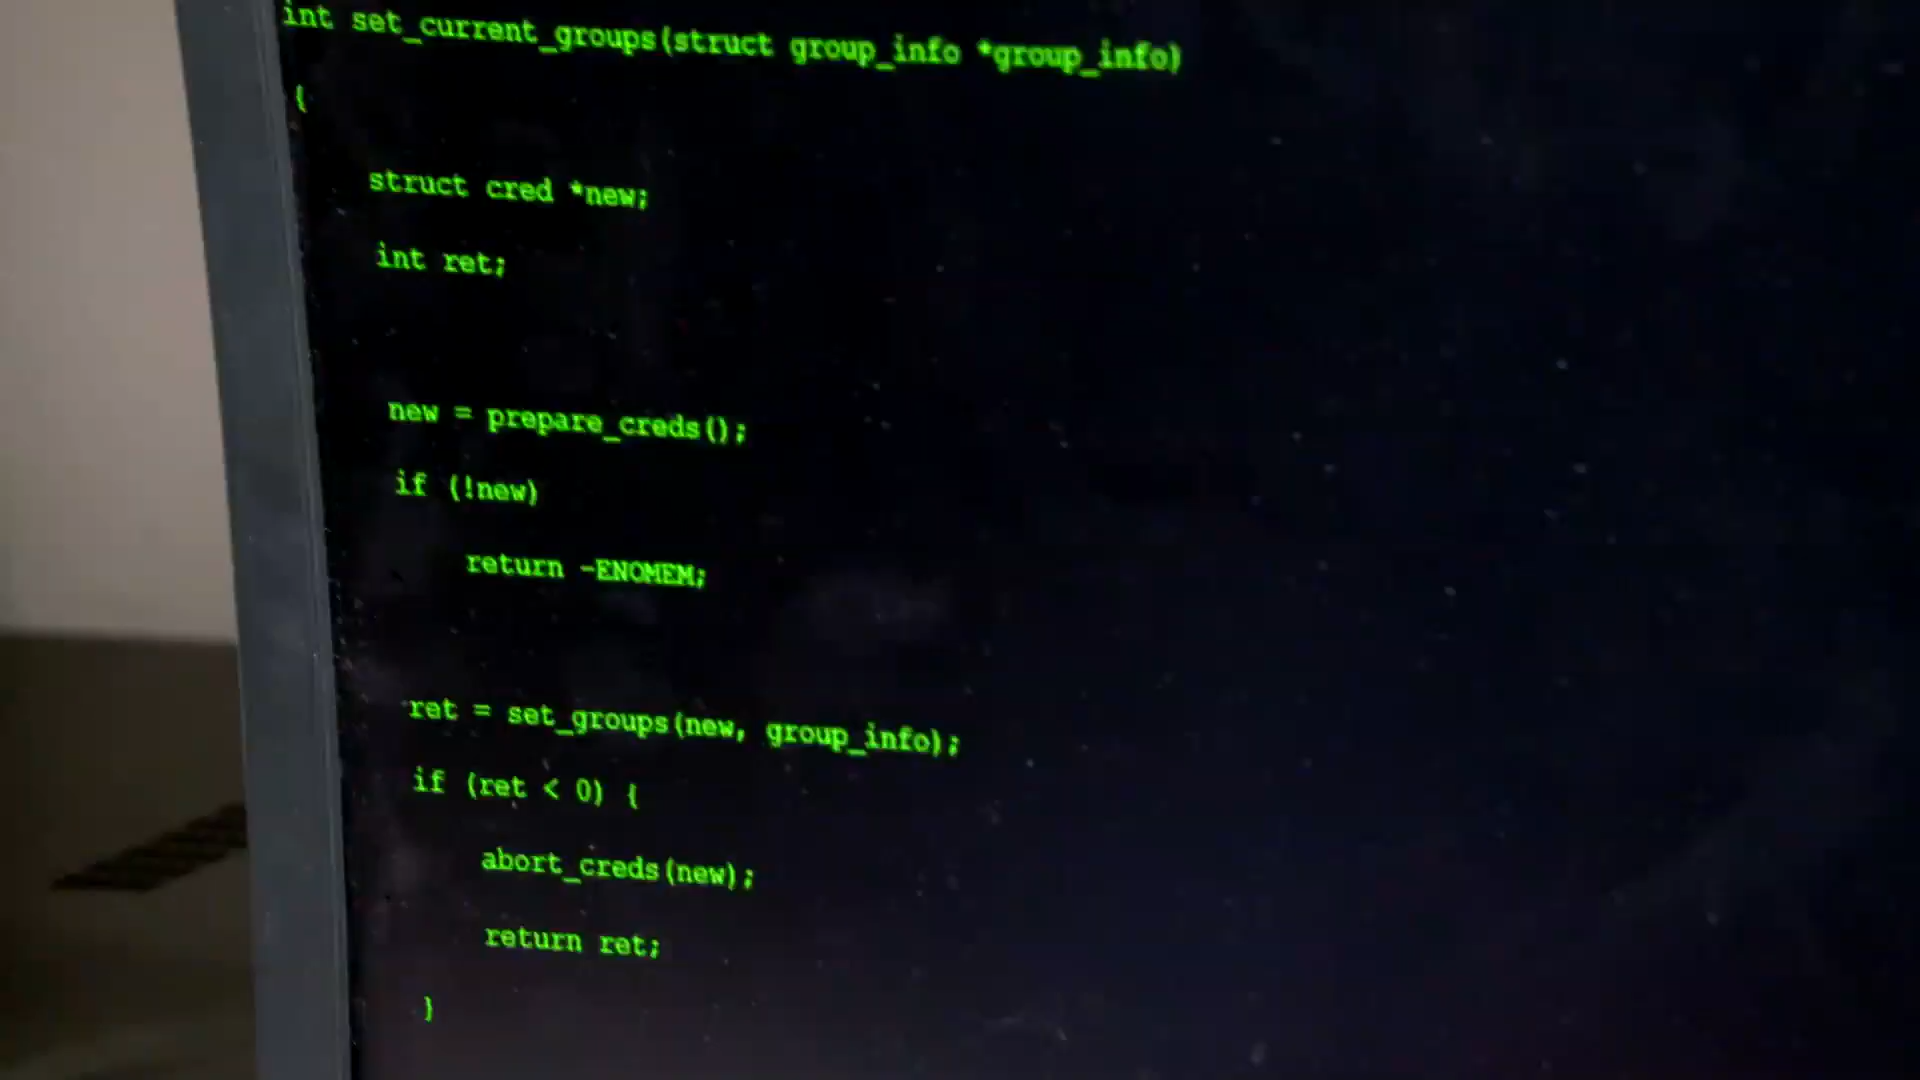 int set_current_groups(struct group_info *group_info)
{
struct cred *new;
int ret;
new = prepare_creds();
if (!new)
return -ENOMEM;
ret = set_groups(new, group_info);
if (ret < 0) {
abort_creds(new);
return ret;
}